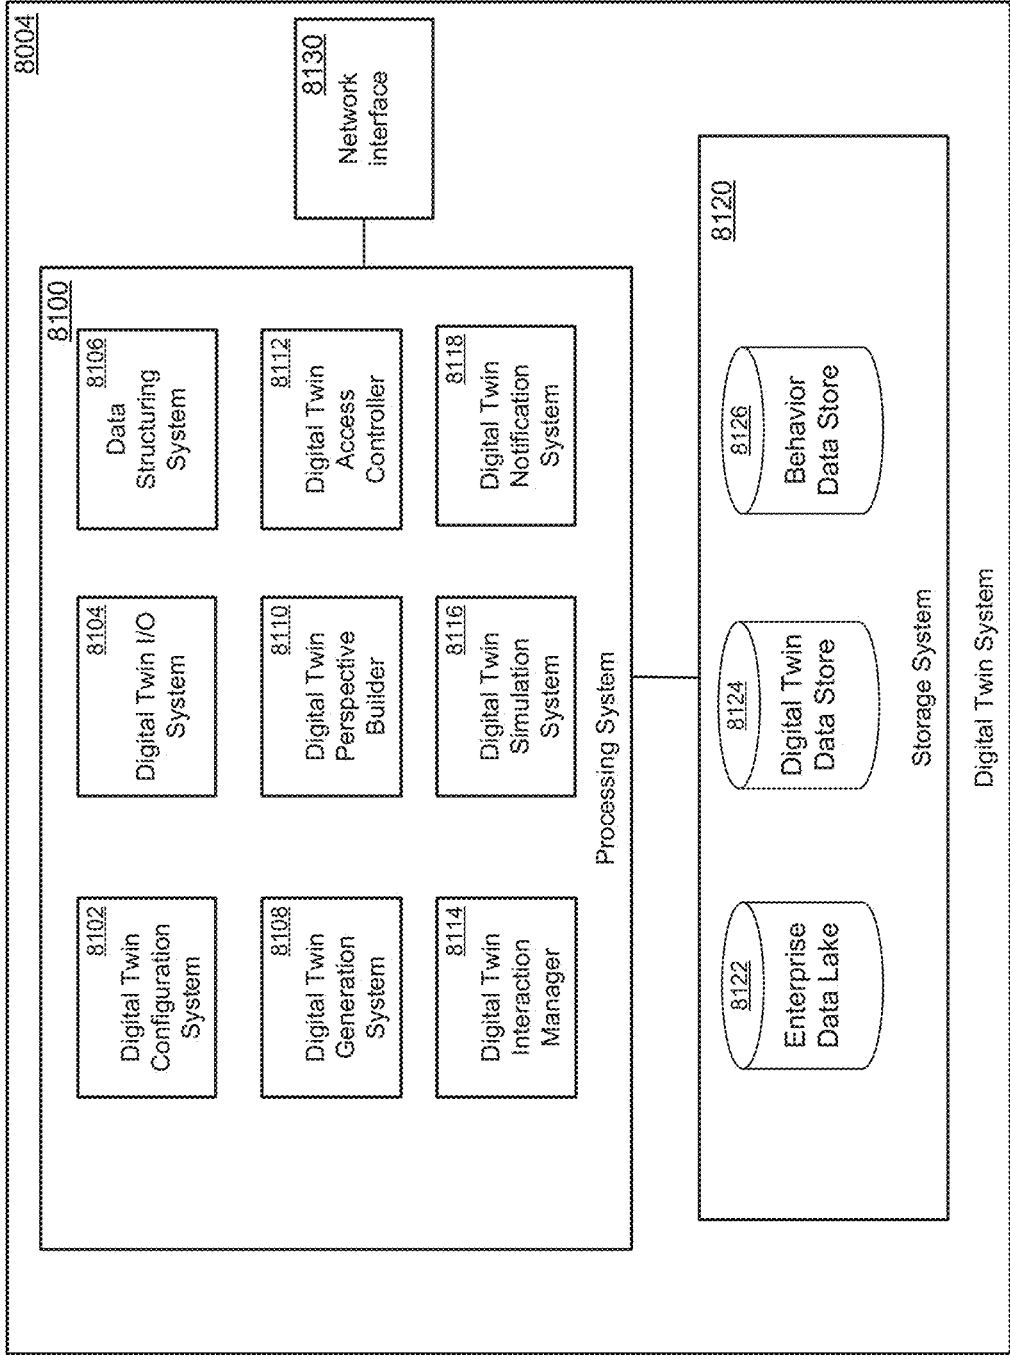 8004
8100
8102
Digital Twin
Configuration
System
8104
Digital Twin I/O
System
8106
Data
Structuring
System
8108
Digital Twin
Generation
System
8110
Digital Twin
Perspective
Builder
8112
Digital Twin
Access
Controller
8114
Digital Twin
Interaction
Manager
8116
Digital Twin
Simulation
System
8118
Digital Twin
Notification
System
Processing System
8130
Network
interface
8120
8122
Enterprise
Data Lake
8124
Digital Twin
Data Store
8126
Behavior
Data Store
Storage System
Digital Twin System